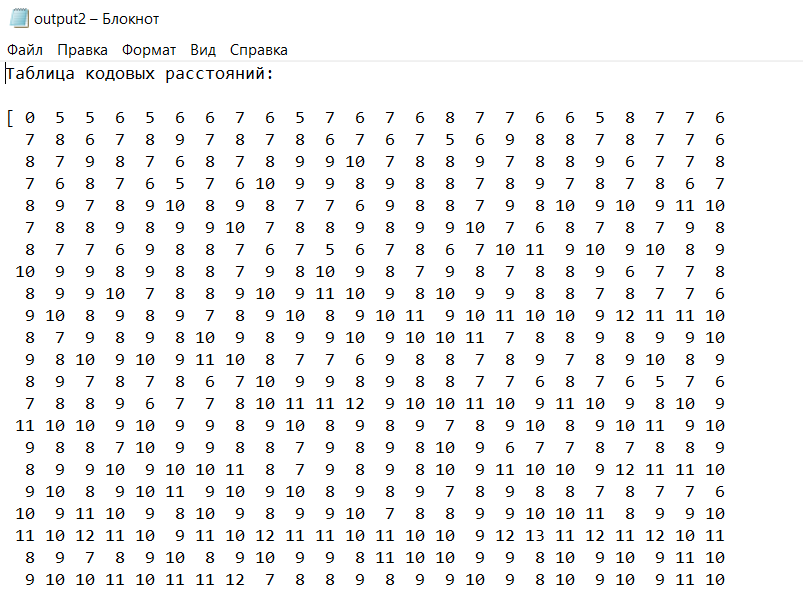 output2 – Блокнот
Файл Правка Формат Вид Справка
Таблица кодовых расстояний:
[ 0 5 5 6 5 6 6 7 6 5 7 6 7 6 8 7 7 6 6 5 8 7 7 6
7 8 6 7 8 9 7 8 7 8 6 7 6 7 5 6 9 8 8 7 8 7 7 6
8 7 9 8 7 6 8 7 8 9 9 10 7 8 8 9 7 8 8 9 6 7 7 8
7 6 8 7 6 5 7 6 10 9 9 8 9 8 8 7 8 9 7 8 7 8 6 7
8 9 7 8 9 10 8 9 8 7 7 6 9 8 8 7 9 8 10 9 10 9 11 10
7 8 8 9 8 9 9 10 7 8 8 9 8 9 9 10 7 6 8 7 8 7 9 8
8 7 7 6 9 8 8 7 6 7 5 6 7 8 6 7 10 11 9 10 9 10 8 9
10 9 9 8 9 8 8 7 9 8 10 9 8 7 9 8 7 8 8 9 6 7 7 8
8 9 9 10 7 8 8 9 10 9 11 10 9 8 10 9 9 8 8 7 8 7 7 6
9 10 8 9 8 9 7 8 9 10 8 9 10 11 9 10 11 10 10 9 12 11 11 10
8 7 9 8 9 8 10 9 8 9 9 10 9 10 10 11 7 8 8 9 8 9 9 10
9 8 10 9 10 9 11 10 8 7 7 6 9 8 8 7 8 9 7 8 9 10 8 9
8 9 7 8 7 8 6 7 10 9 9 8 9 8 8 7 7 6 8 7 6 5 7 6
7 8 8 9 6 7 7 8 10 11 11 12 9 10 10 11 10 9 11 10 9 8 10 9
11 10 10 9 10 9 9 8 9 10 8 9 8 9 7 8 9 10 8 9 10 11 9 10
9 8 8 7 10 9 9 8 8 7 9 8 9 8 10 9 6 7 7 8 7 8 8 9
8 9 9 10 9 10 10 11 8 7 9 8 9 8 10 9 11 10 10 9 12 11 11 10
9 10 8 9 10 11 9 10 9 10 8 9 8 9 7 8 9 8 8 7 8 7 7 6
10 9 11 10 9 8 10 9 8 9 9 10 7 8 8 9 9 10 10 11 8 9 9 10
11 10 12 11 10 9 11 10 12 11 11 10 11 10 10 9 12 13 11 12 11 12 10 11
8 9 7 8 9 10 8 9 10 9 9 8 11 10 10 9 9 8 10 9 10 9 11 10
9 10 10 11 10 11 11 12 7 8 8 9 8 9 9 10 9 8 10 9 10 9 11 10